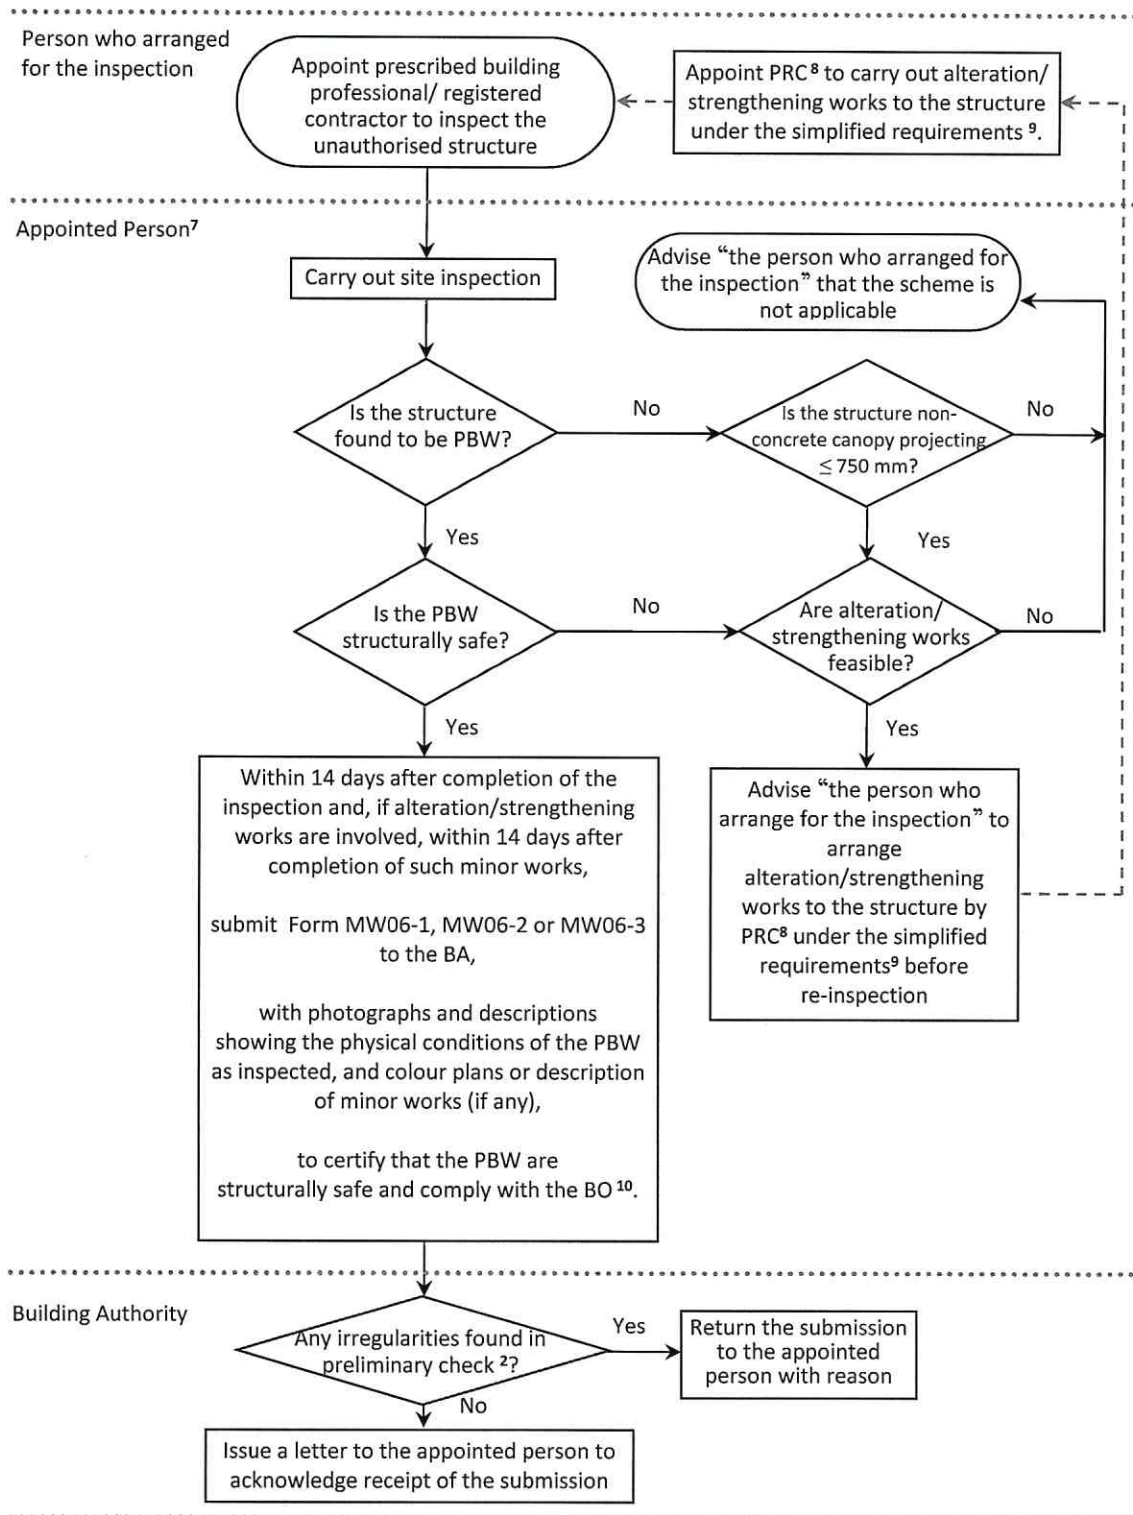 Person who arranged
for the inspection
Appoint prescribed building
professional/ registered
contractor to inspect the
unauthorised structure
Appoint PRC⁸ to carry out alteration/
strengthening works to the structure
under the simplified requirements ⁹.
Appointed Person⁷
Carry out site inspection
Advise “the person who arranged for
the inspection” that the scheme is
not applicable
Is the structure
found to be PBW?
No
Is the structure non-
concrete canopy projecting
≤ 750 mm?
No
Yes
Yes
Is the PBW
structurally safe?
No
Are alteration/
strengthening works
feasible?
No
Yes
Yes
Within 14 days after completion of the
inspection and, if alteration/strengthening
works are involved, within 14 days after
completion of such minor works,
submit Form MW06-1, MW06-2 or MW06-3
to the BA,
with photographs and descriptions
showing the physical conditions of the PBW
as inspected, and colour plans or description
of minor works (if any),
to certify that the PBW are
structurally safe and comply with the BO ¹⁰.
Advise “the person who
arrange for the inspection” to
arrange
alteration/strengthening
works to the structure by
PRC⁸ under the simplified
requirements⁹ before
re-inspection
Building Authority
Any irregularities found in
preliminary check ²?
Yes
Return the submission
to the appointed
person with reason
No
Issue a letter to the appointed person to
acknowledge receipt of the submission